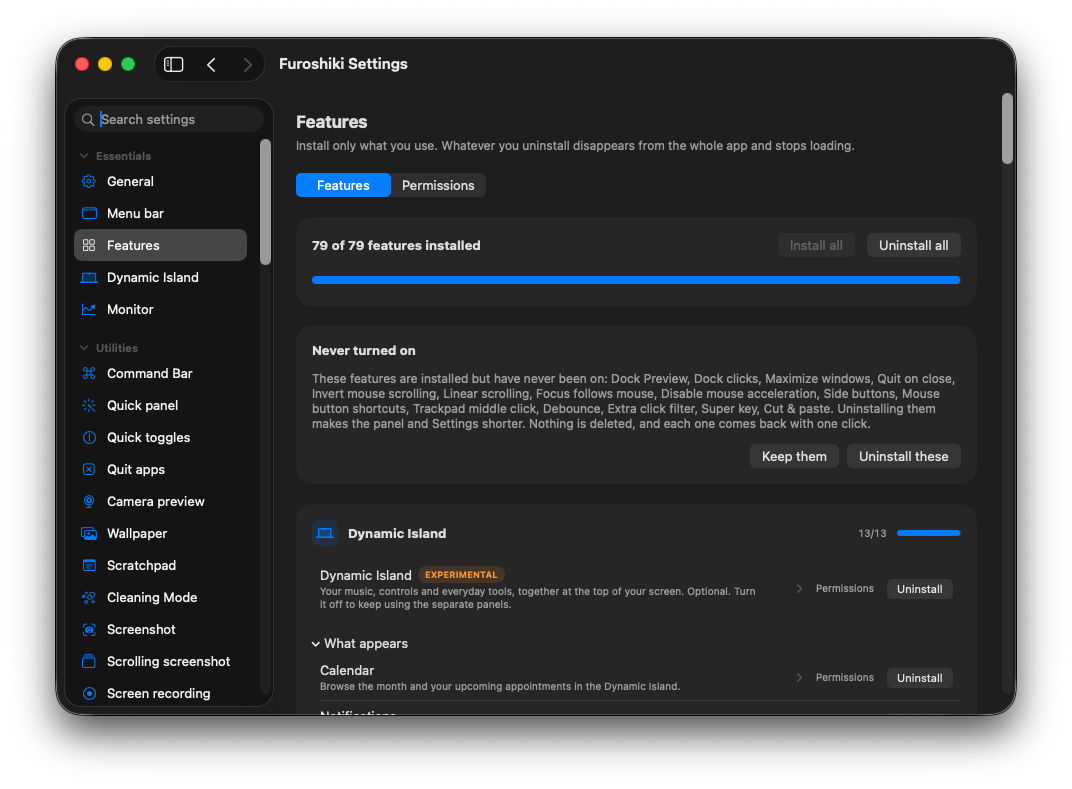 Furoshiki Settings
Search settings
Essentials
General
Menu bar
Features
Dynamic Island
Monitor
Utilities
Command Bar
Quick panel
Quick toggles
Quit apps
Camera preview
Wallpaper
Scratchpad
Cleaning Mode
Screenshot
Scrolling screenshot
Screen recording
Features
Install only what you use. Whatever you uninstall disappears from the whole app and stops loading.
Features Permissions
79 of 79 features installed Install all Uninstall all
Never turned on
These features are installed but have never been on: Dock Preview, Dock clicks, Maximize windows, Quit on close,
Invert mouse scrolling, Linear scrolling, Focus follows mouse, Disable mouse acceleration, Side buttons, Mouse
button shortcuts, Trackpad middle click, Debounce, Extra click filter, Super key, Cut & paste. Uninstalling them
makes the panel and Settings shorter. Nothing is deleted, and each one comes back with one click.
Keep them Uninstall these
Dynamic Island 13/13
Dynamic Island EXPERIMENTAL
Your music, controls and everyday tools, together at the top of your screen. Optional. Turn
it off to keep using the separate panels.
Permissions Uninstall
What appears
Calendar
Browse the month and your upcoming appointments in the Dynamic Island.
Permissions Uninstall
Notifications